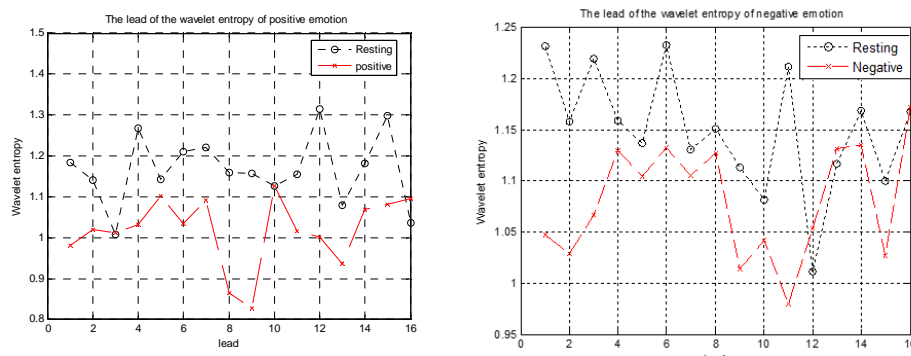 The lead of the wavelet entropy of positive emotion
1.5
1.4
1.3
1.2
1.1
1
0.9
0.8
Wavelet entropy
0 2 4 6 8 10 12 14 16
lead
Resting
positive
The lead of the wavelet entropy of negative emotion
1.25
1.2
1.15
1.1
1.05
1
0.95
Wavelet entropy
0 2 4 6 8 10 12 14 16
Resting
Negative